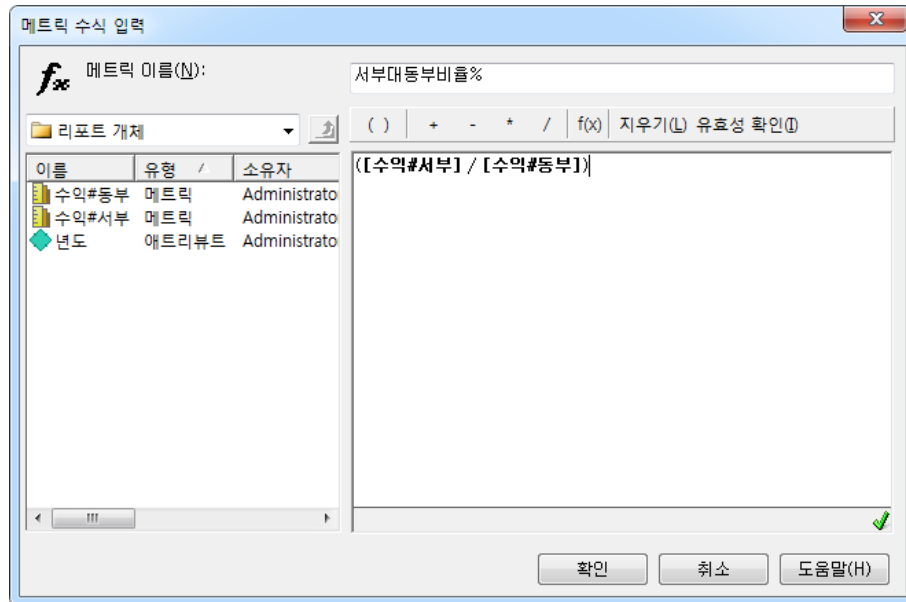 메트릭 수식 입력
메트릭 이름(N):
서부대동부비율%
리포트 개체
( ) + - * / f(x) 지우기(L) 유효성 확인(I)
이름 유형 소유자
수익#동부 메트릭 Administrato
수익#서부 메트릭 Administrato
년도 애트리뷰트 Administrato
([수익#서부] / [수익#동부])
확인 취소 도움말(H)